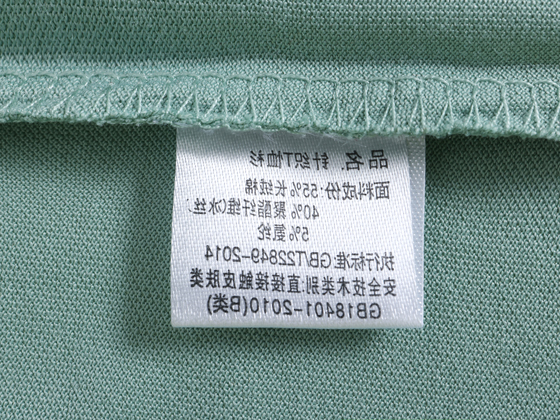 品名:针织T恤衫
面料成份:55%长绒棉
40%聚酯纤维(冰丝)
5%氨纶
执行标准:GB/T22849-2014
安全技术类别:直接触皮肤类
GB18401-2010(B类)